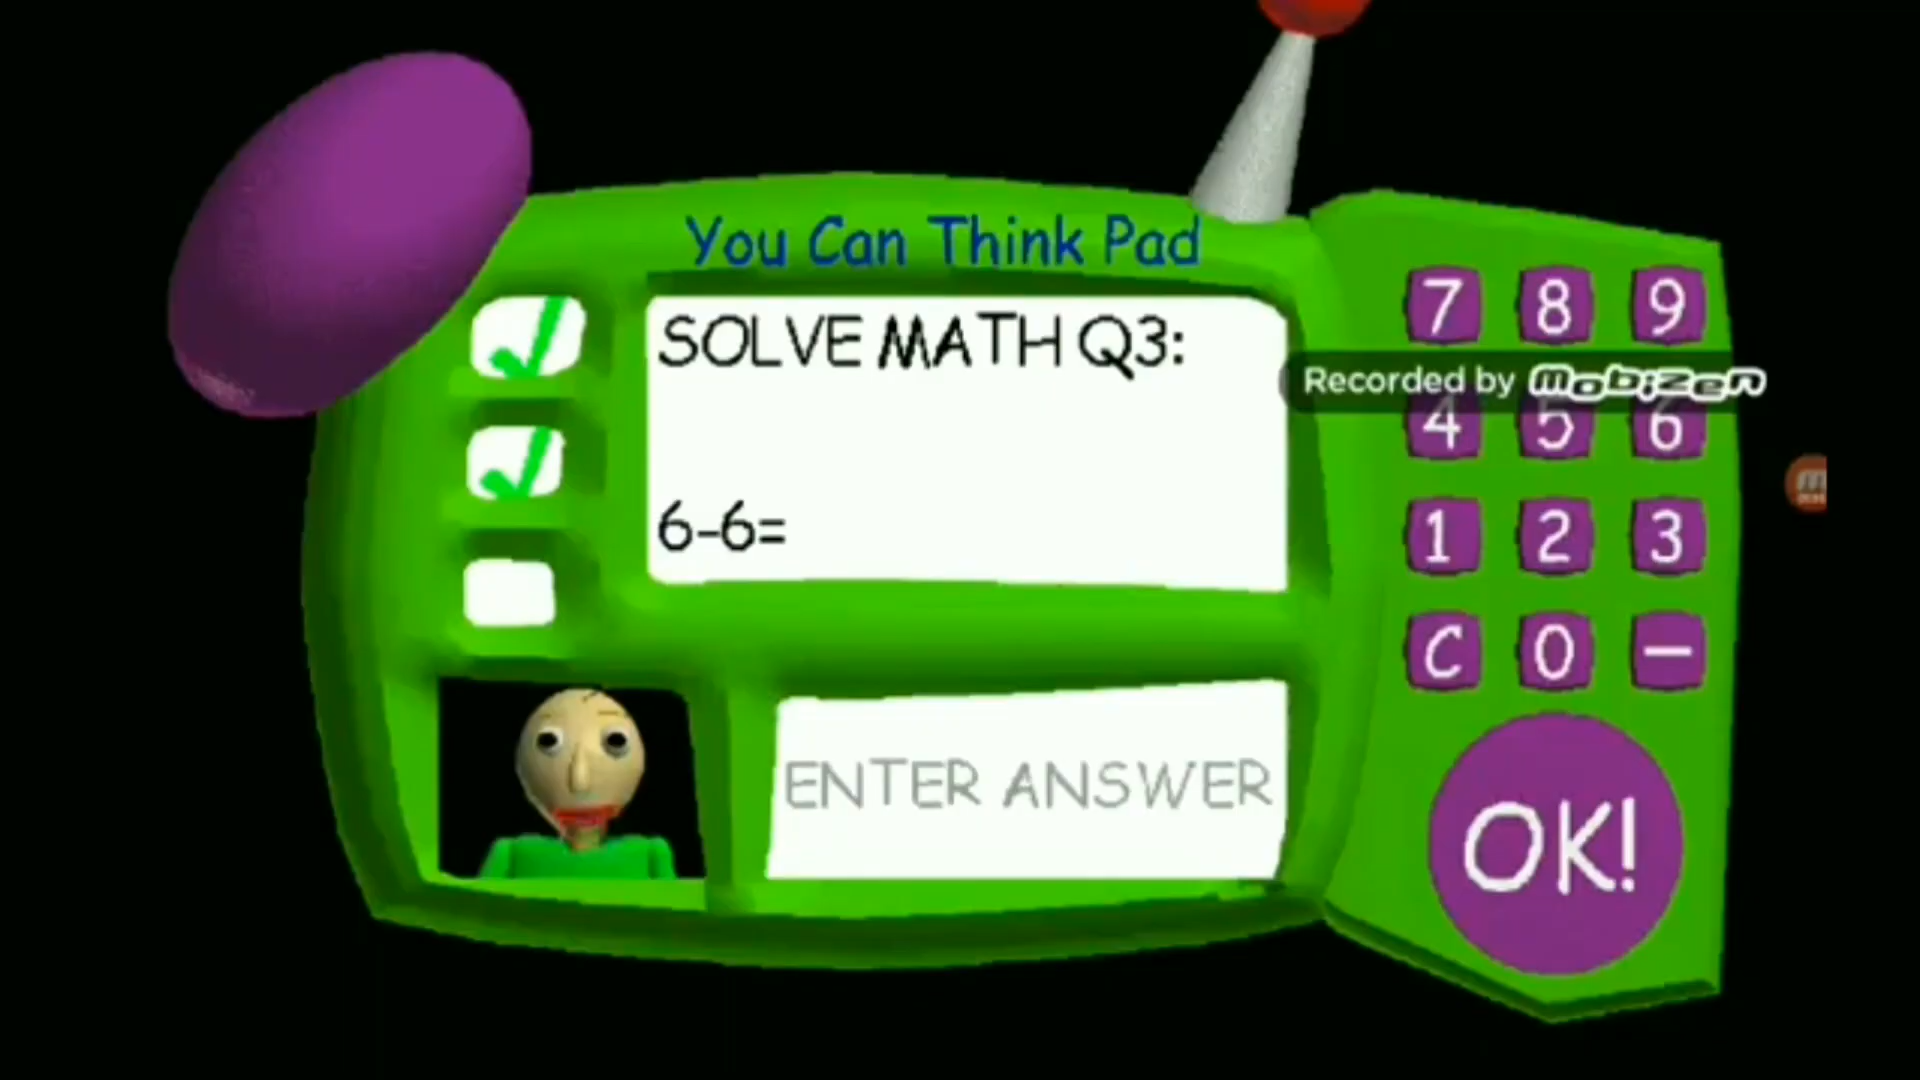 You Can Think Pad
SOLVE MATH Q3:
6-6=
ENTER ANSWER
7 8 9
Recorded by mobizen
4 5 6
1 2 3
C 0 −
OK!